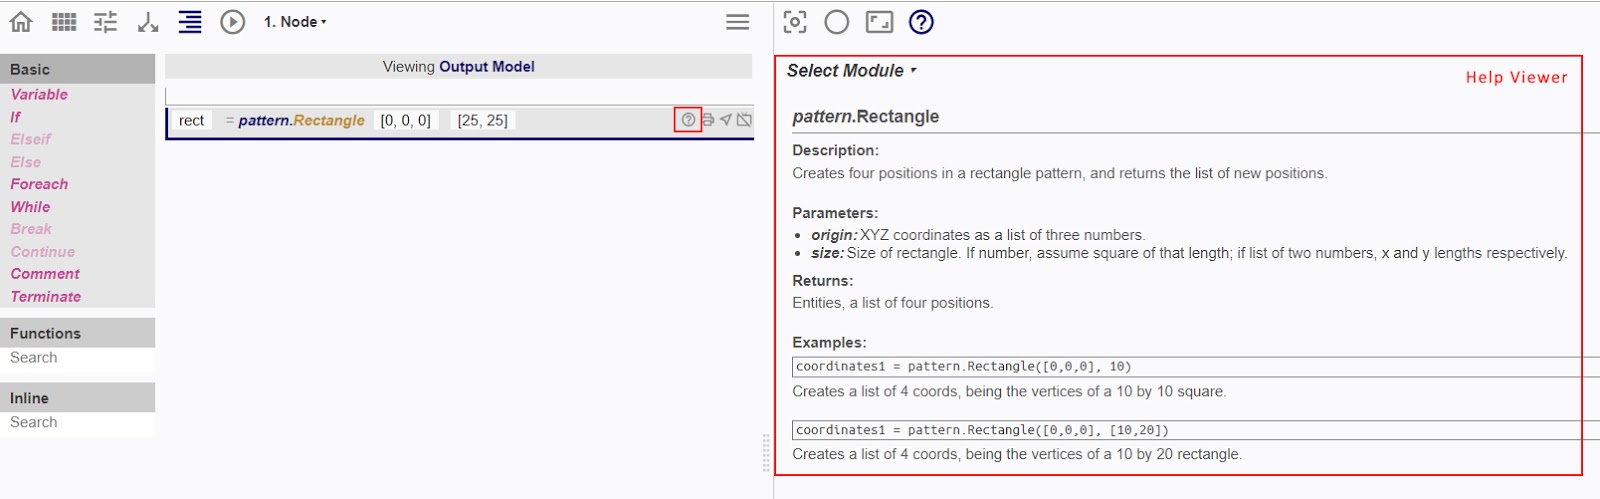 1. Node
Basic
Variable
If
Elseif
Else
Foreach
While
Break
Continue
Comment
Terminate
Functions
Search
Inline
Search
Viewing Output Model
rect = pattern.Rectangle [0, 0, 0] [25, 25]
Select Module
Help Viewer
pattern.Rectangle
Description:
Creates four positions in a rectangle pattern, and returns the list of new positions.
Parameters:
• origin: XYZ coordinates as a list of three numbers.
• size: Size of rectangle. If number, assume square of that length; if list of two numbers, x and y lengths respectively.
Returns:
Entities, a list of four positions.
Examples:
coordinates1 = pattern.Rectangle([0,0,0], 10)
Creates a list of 4 coords, being the vertices of a 10 by 10 square.
coordinates1 = pattern.Rectangle([0,0,0], [10,20])
Creates a list of 4 coords, being the vertices of a 10 by 20 rectangle.